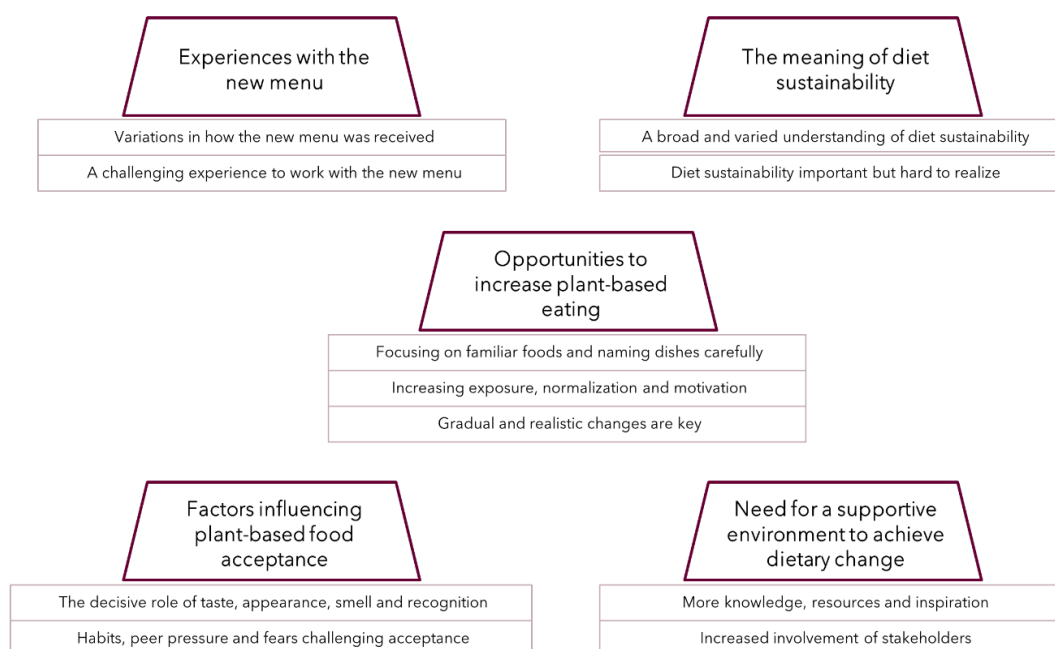 Experiences with the
new menu
Variations in how the new menu was received
A challenging experience to work with the new menu
The meaning of diet
sustainability
A broad and varied understanding of diet sustainability
Diet sustainability important but hard to realize
Opportunities to
increase plant-based
eating
Focusing on familiar foods and naming dishes carefully
Increasing exposure, normalization and motivation
Gradual and realistic changes are key
Factors influencing
plant-based food
acceptance
The decisive role of taste, appearance, smell and recognition
Habits, peer pressure and fears challenging acceptance
Need for a supportive
environment to achieve
dietary change
More knowledge, resources and inspiration
Increased involvement of stakeholders